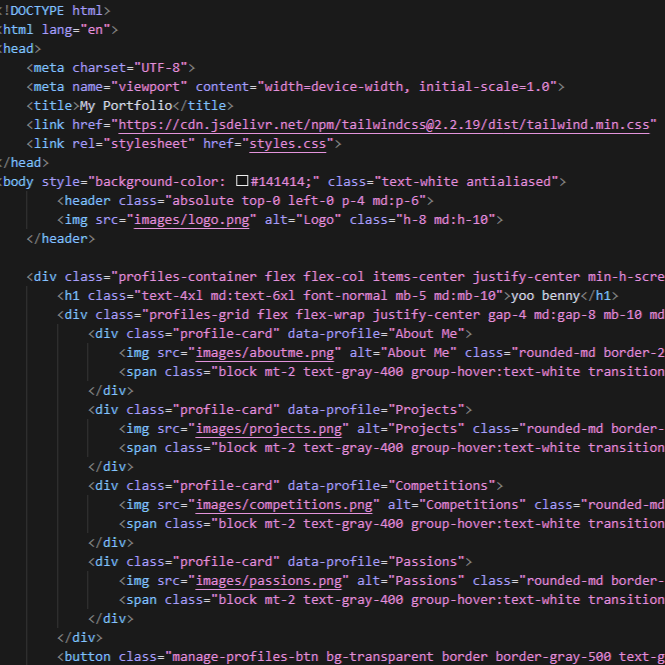 <!DOCTYPE html>
<html lang="en">
<head>
<meta charset="UTF-8">
<meta name="viewport" content="width=device-width, initial-scale=1.0">
<title>My Portfolio</title>
<link href="https://cdn.jsdelivr.net/npm/tailwindcss@2.2.19/dist/tailwind.min.css"
<link rel="stylesheet" href="styles.css">
</head>
<body style="background-color: #141414;" class="text-white antialiased">
<header class="absolute top-0 left-0 p-4 md:p-6">
<img src="images/logo.png" alt="Logo" class="h-8 md:h-10">
</header>
<div class="profiles-container flex flex-col items-center justify-center min-h-scre
<h1 class="text-4xl md:text-6xl font-normal mb-5 md:mb-10">yoo benny</h1>
<div class="profiles-grid flex flex-wrap justify-center gap-4 md:gap-8 mb-10 md
<div class="profile-card" data-profile="About Me">
<img src="images/aboutme.png" alt="About Me" class="rounded-md border-2
<span class="block mt-2 text-gray-400 group-hover:text-white transition
</div>
<div class="profile-card" data-profile="Projects">
<img src="images/projects.png" alt="Projects" class="rounded-md border-
<span class="block mt-2 text-gray-400 group-hover:text-white transition
</div>
<div class="profile-card" data-profile="Competitions">
<img src="images/competitions.png" alt="Competitions" class="rounded-md
<span class="block mt-2 text-gray-400 group-hover:text-white transition
</div>
<div class="profile-card" data-profile="Passions">
<img src="images/passions.png" alt="Passions" class="rounded-md border-
<span class="block mt-2 text-gray-400 group-hover:text-white transition
</div>
</div>
<button class="manage-profiles-btn bg-transparent border border-gray-500 text-g